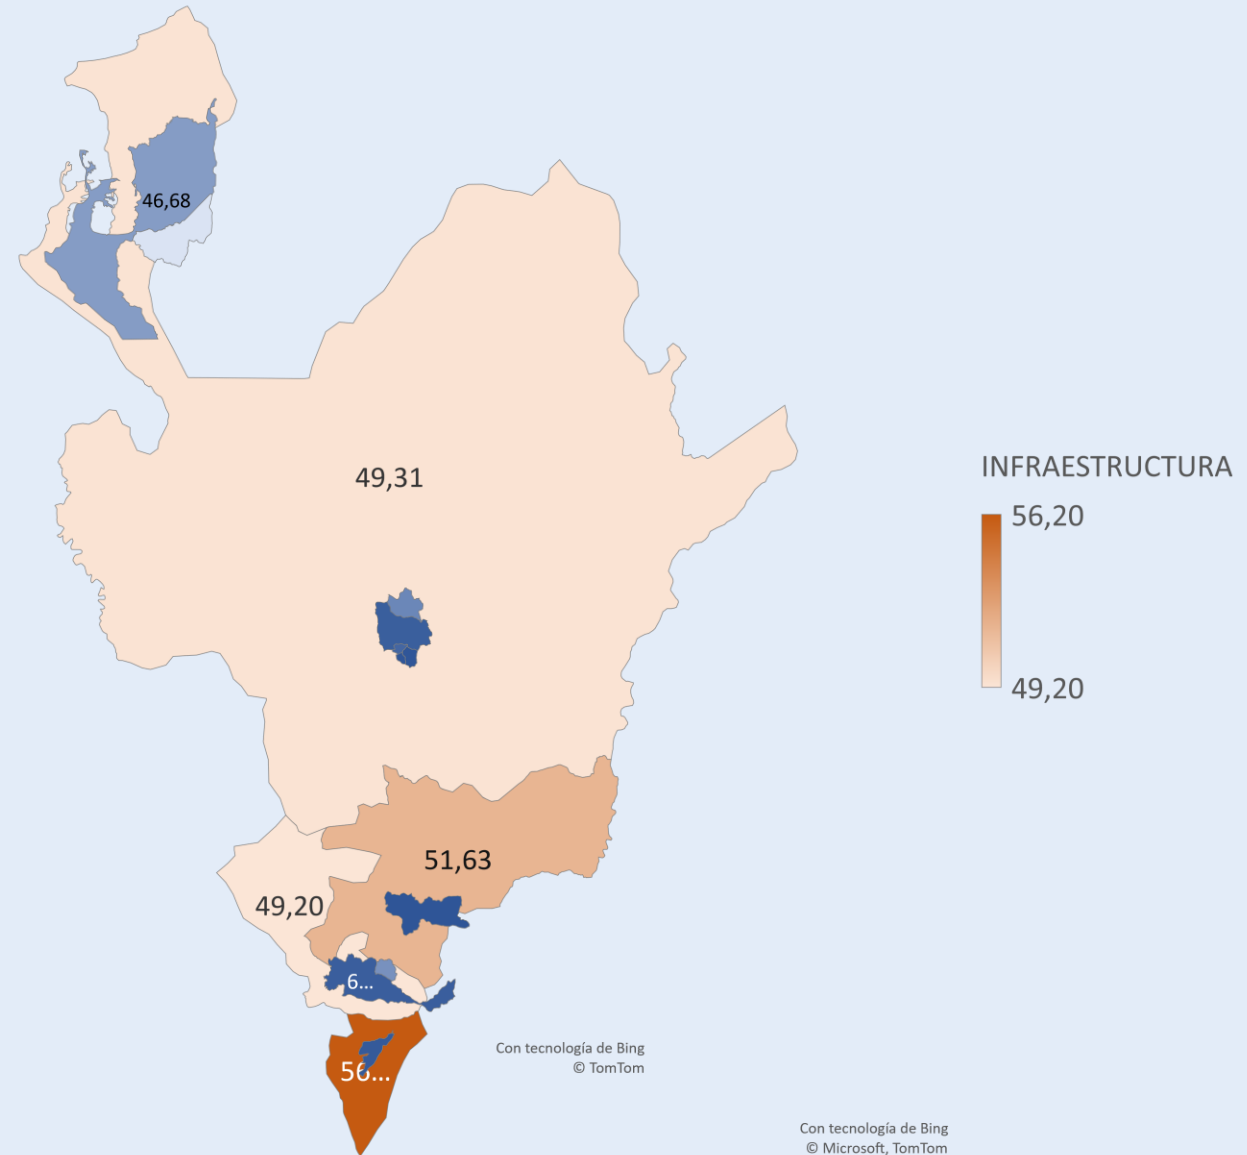 46,68
49,31
INFRAESTRUCTURA
56,20
49,20
51,63
49,20
6...
56...
Con tecnología de Bing
© TomTom
Con tecnología de Bing
© Microsoft, TomTom